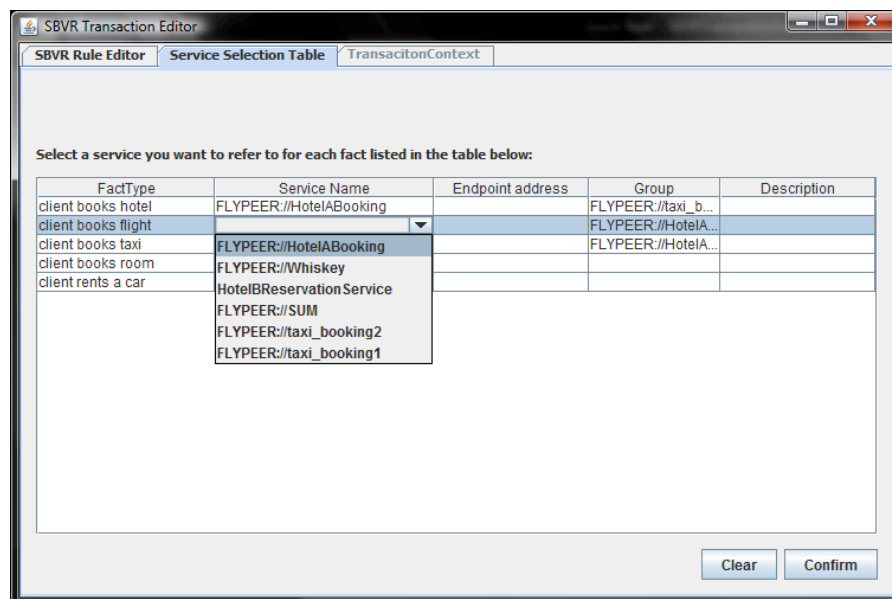 SBVR Transaction Editor
SBVR Rule Editor Service Selection Table TransacitonContext
Select a service you want to refer to for each fact listed in the table below:
FactType Service Name Endpoint address Group Description
client books hotel FLYPEER://HotelABooking FLYPEER://taxi_b...
client books flight FLYPEER://HotelA...
client books taxi FLYPEER://HotelA...
client books room
client rents a car
FLYPEER://HotelABooking
FLYPEER://Whiskey
HotelBReservationService
FLYPEER://SUM
FLYPEER://taxi_booking2
FLYPEER://taxi_booking1
Clear Confirm